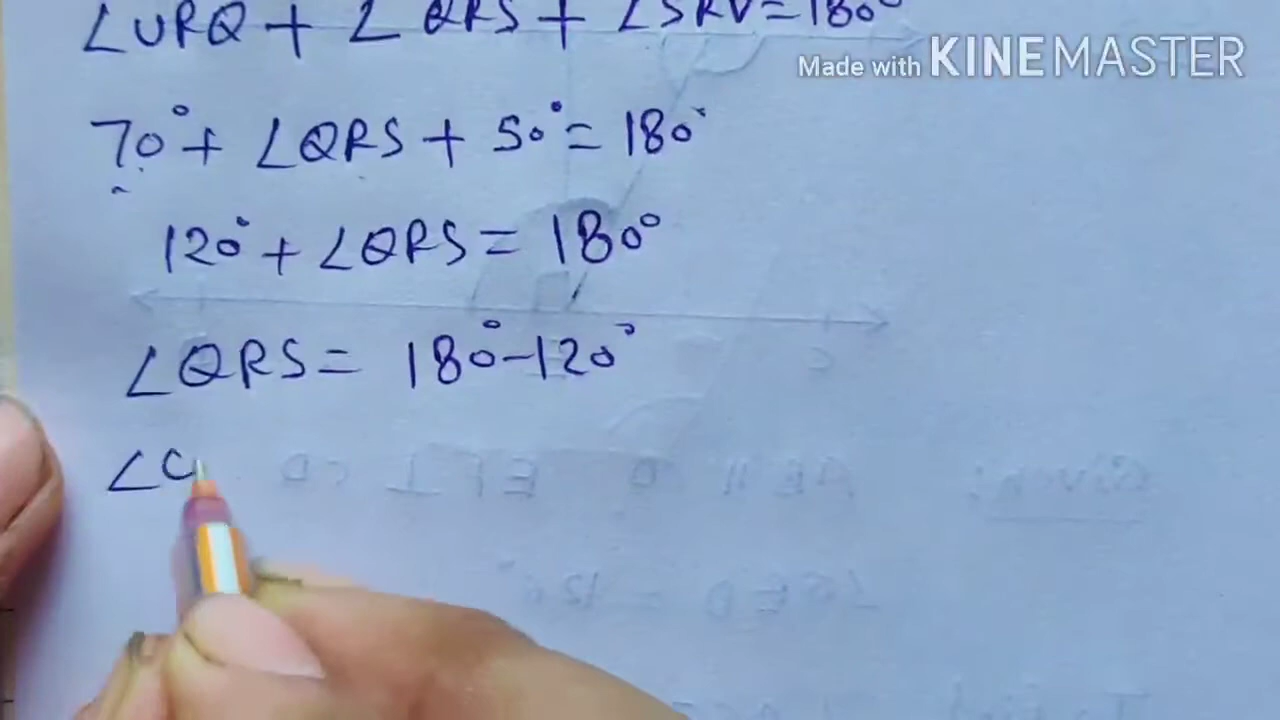 ∠URQ + ∠QRS + ∠SRV = 180°
Made with KINEMASTER
70° + ∠QRS + 50° = 180°
120° + ∠QRS = 180°
∠QRS = 180° - 120°
∠